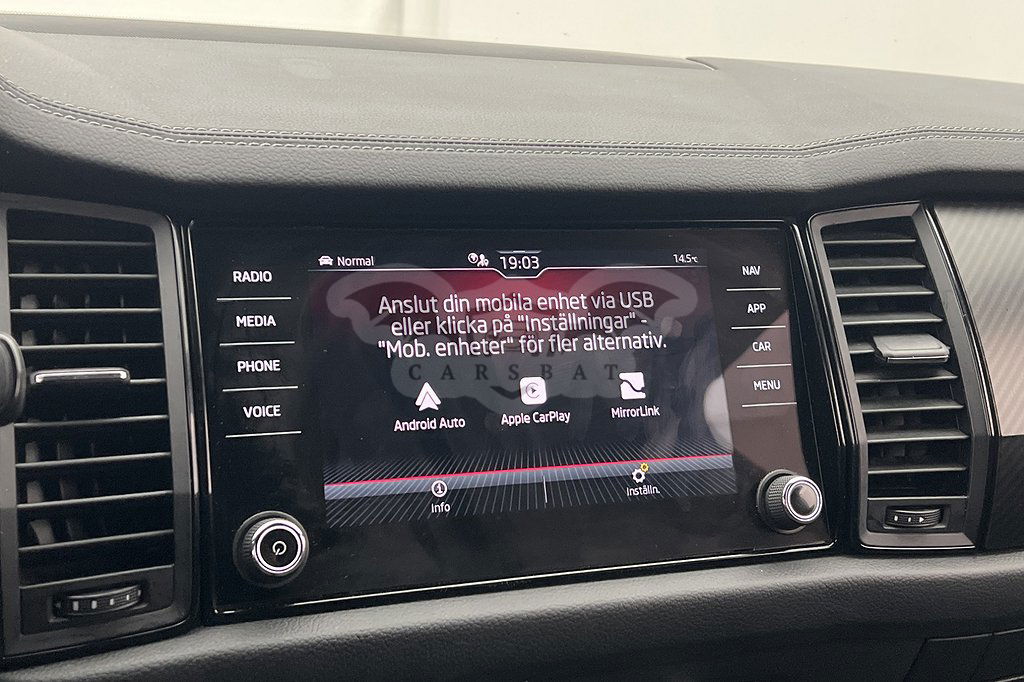 Normal
19:03
14.5°C
RADIO
MEDIA
PHONE
VOICE
Anslut din mobila enhet via USB
eller klicka på "Inställningar" -
"Mob. enheter" för fler alternativ.
CARSBAT
Android Auto
Apple CarPlay
MirrorLink
Info
Inställn.
NAV
APP
CAR
MENU